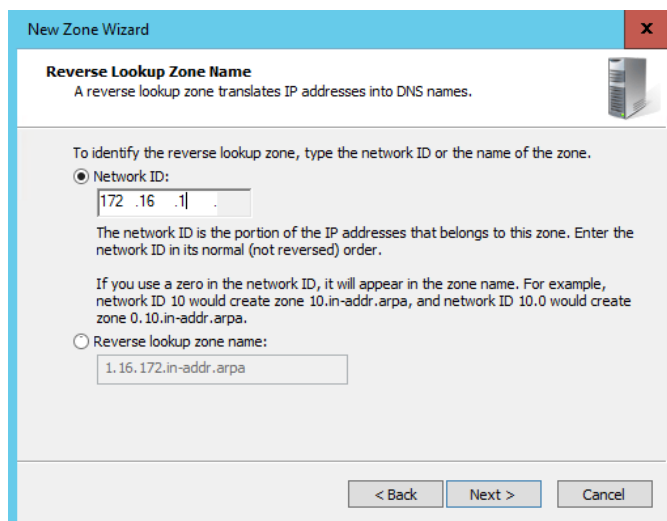 New Zone Wizard
x
Reverse Lookup Zone Name
A reverse lookup zone translates IP addresses into DNS names.
To identify the reverse lookup zone, type the network ID or the name of the zone.
Network ID:
172 .16 .1 .
The network ID is the portion of the IP addresses that belongs to this zone. Enter the
network ID in its normal (not reversed) order.
If you use a zero in the network ID, it will appear in the zone name. For example,
network ID 10 would create zone 10.in-addr.arpa, and network ID 10.0 would create
zone 0.10.in-addr.arpa.
Reverse lookup zone name:
1.16.172.in-addr.arpa
< Back Next > Cancel